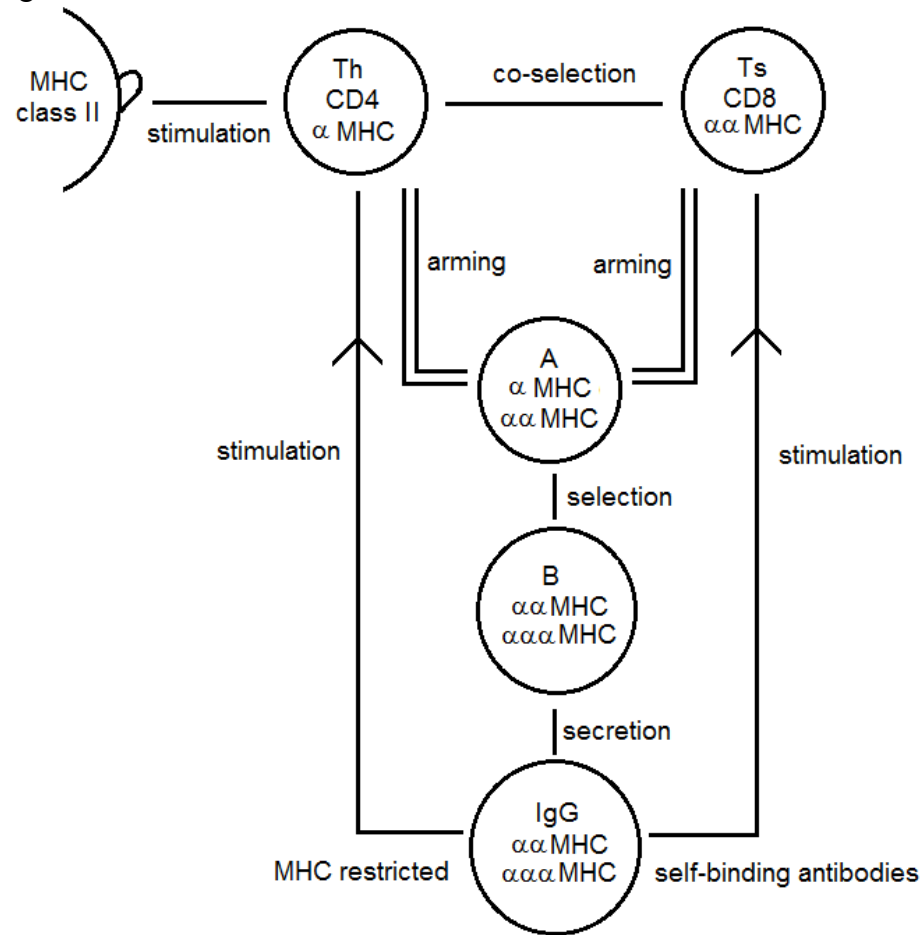 MHC
class II
stimulation
Th
CD4
α MHC
co-selection
Ts
CD8
αα MHC
arming
arming
A
α MHC
αα MHC
stimulation
stimulation
selection
B
αα MHC
ααα MHC
secretion
IgG
αα MHC
ααα MHC
MHC restricted
self-binding antibodies